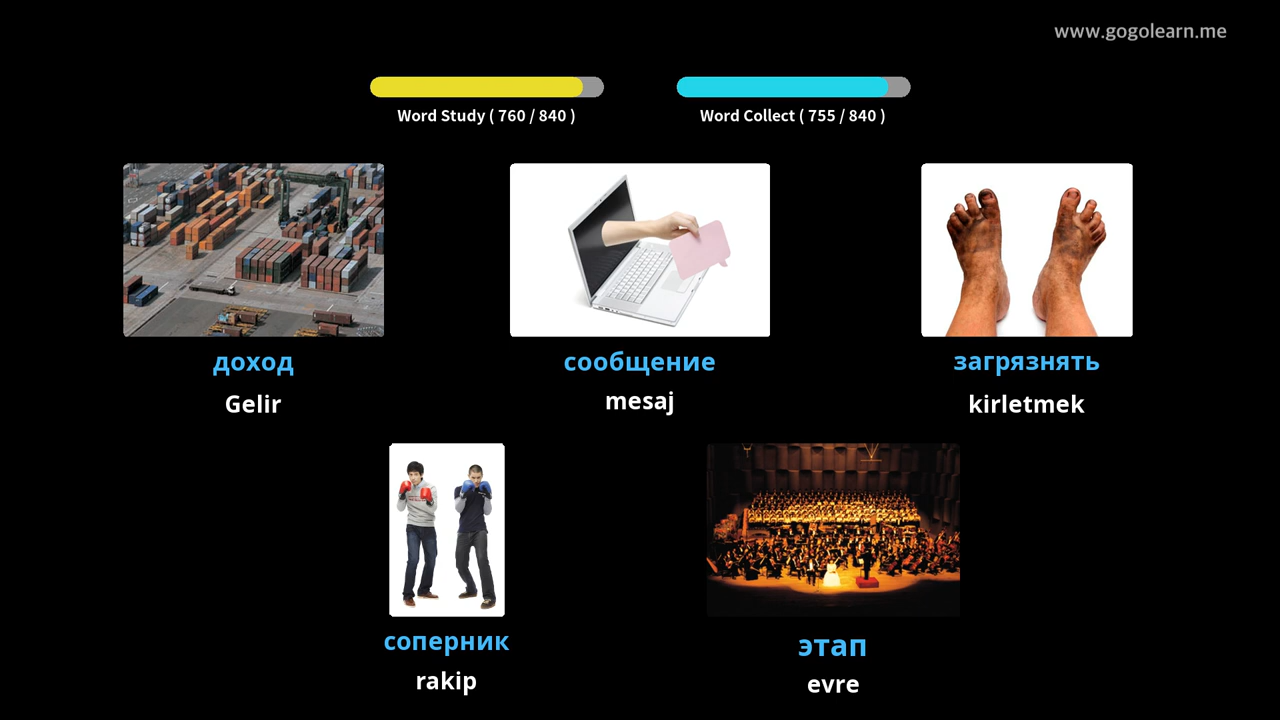 www.gogolearn.me
Word Study ( 760 / 840 )
Word Collect ( 755 / 840 )
доход
Gelir
сообщение
mesaj
загрязнять
kirletmek
соперник
rakip
этап
evre